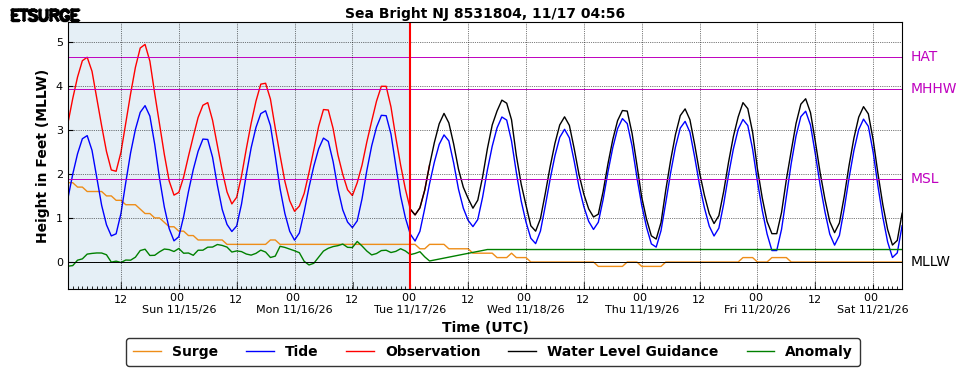 ETSURGE
Sea Bright NJ 8531804, 11/17 04:56
Height in Feet (MLLW)
5
4
3
2
1
0
HAT
MHHW
MSL
MLLW
12 00 12 00 12 00 12 00 12 00 12 00 12 00
Sun 11/15/26 Mon 11/16/26 Tue 11/17/26 Wed 11/18/26 Thu 11/19/26 Fri 11/20/26 Sat 11/21/26
Time (UTC)
Surge Tide Observation Water Level Guidance Anomaly